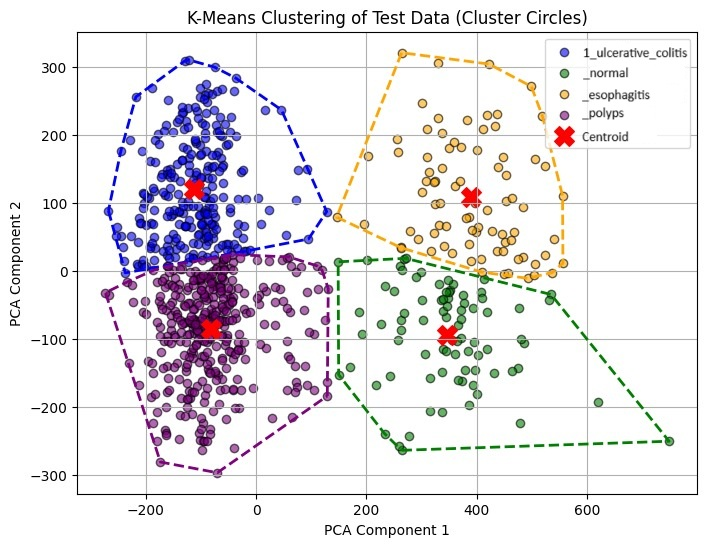 K-Means Clustering of Test Data (Cluster Circles)
1_ulcerative_colitis
_normal
_esophagitis
_polyps
Centroid
300
200
100
0
−100
−200
−300
PCA Component 2
−200
0
200
400
600
PCA Component 1